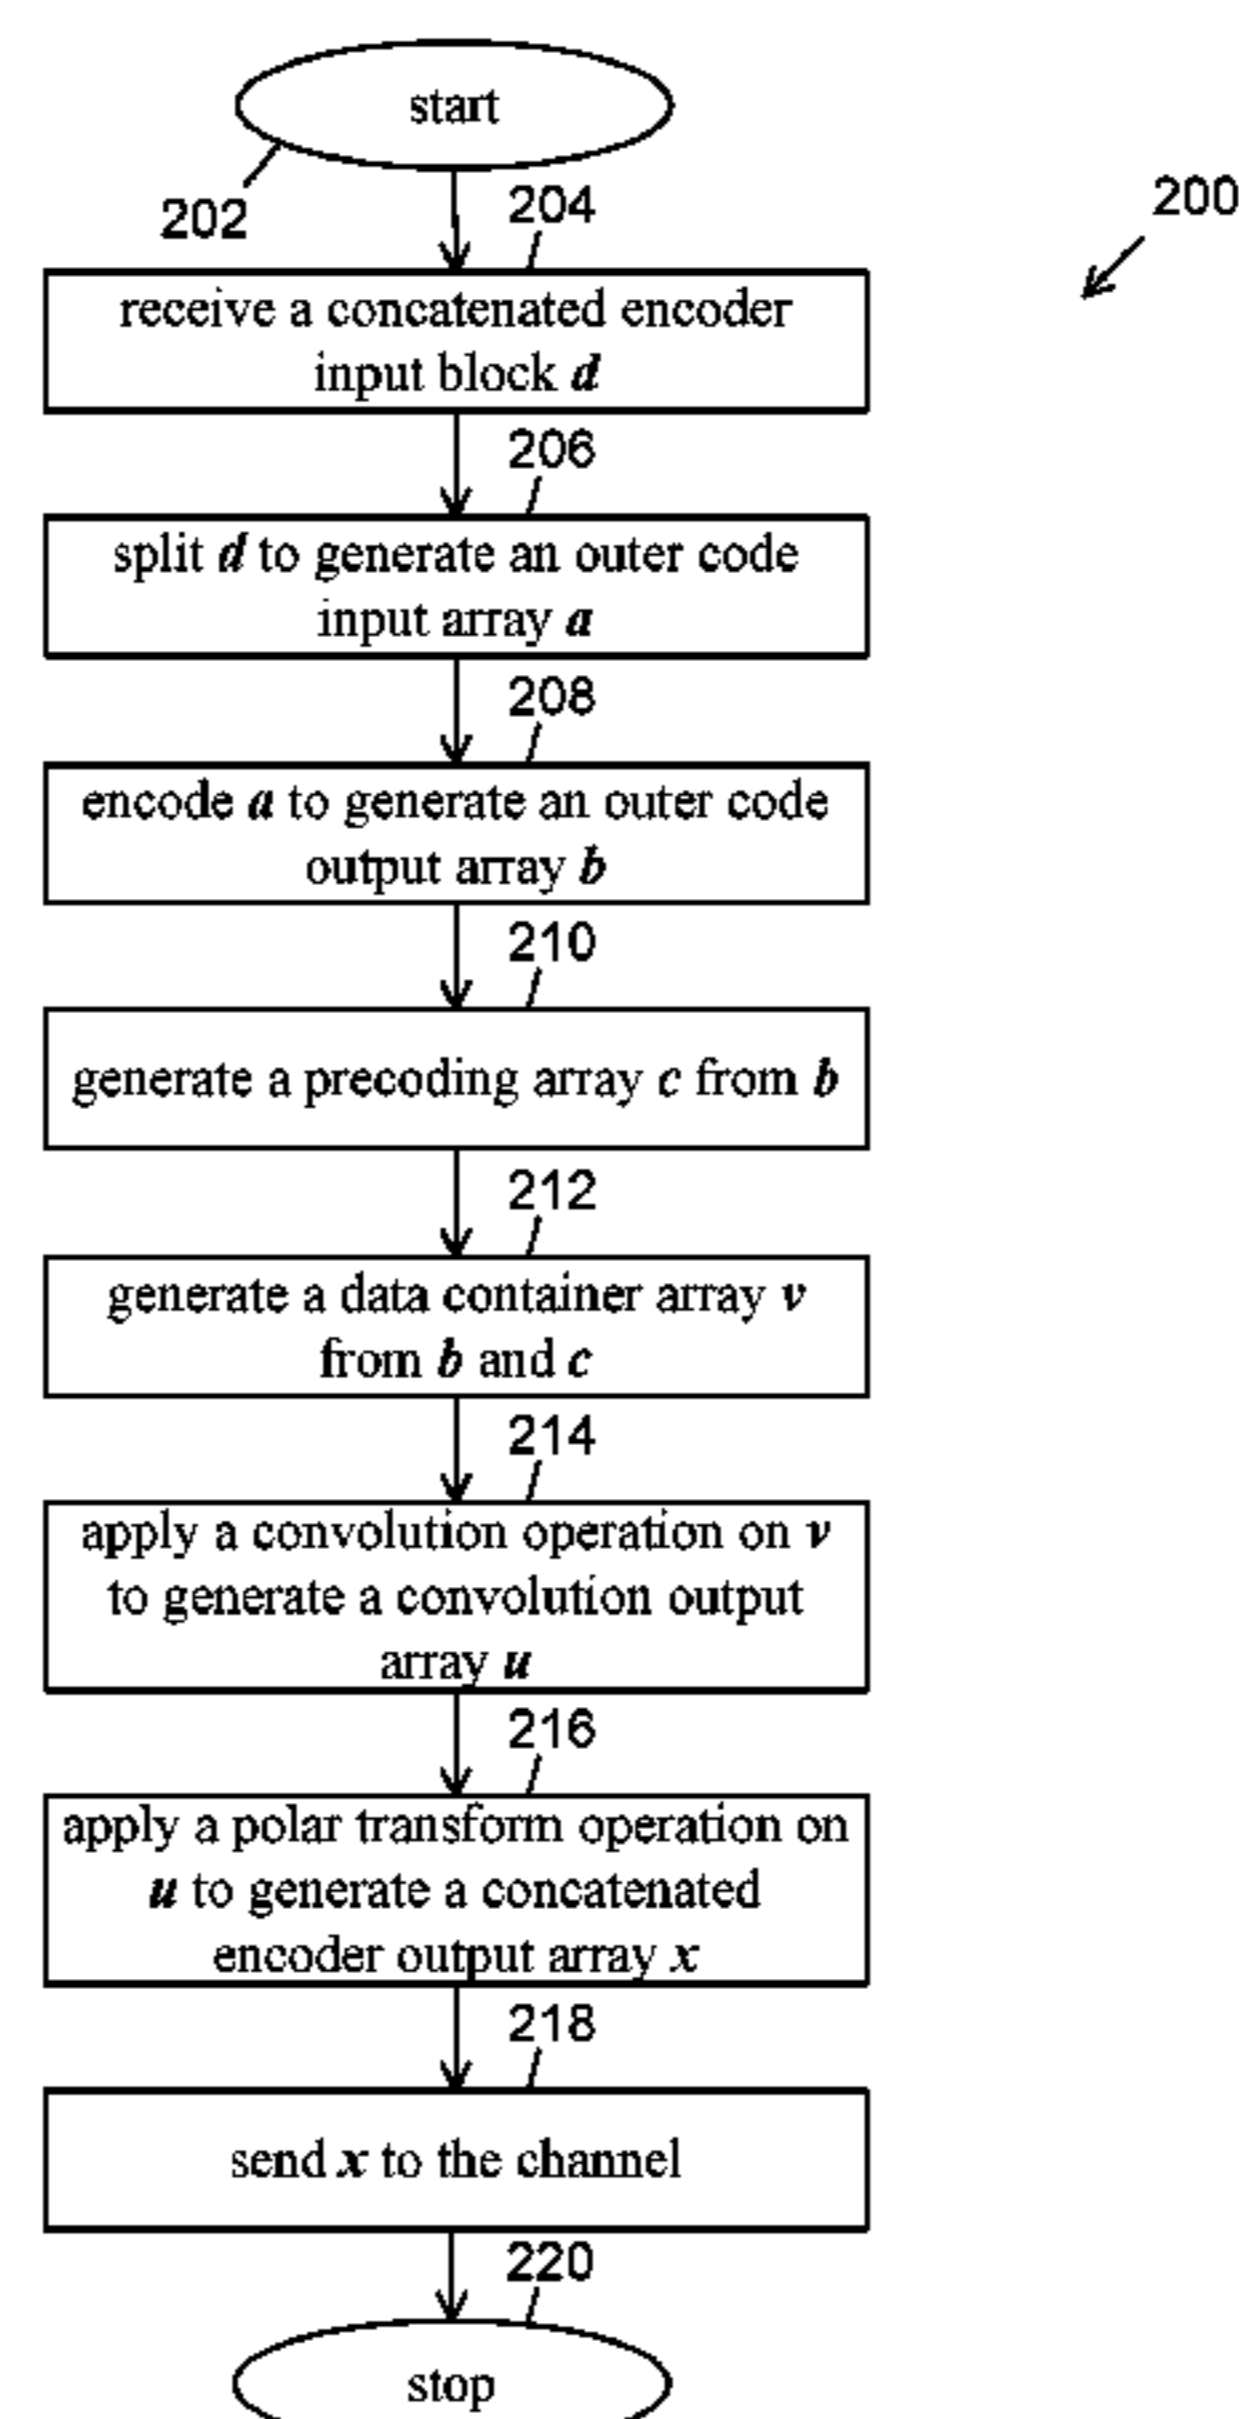 start
202
204
200
receive a concatenated encoder
input block d
206
split d to generate an outer code
input array a
208
encode a to generate an outer code
output array b
210
generate a precoding array c from b
212
generate a data container array v
from b and c
214
apply a convolution operation on v
to generate a convolution output
array u
216
apply a polar transform operation on
u to generate a concatenated
encoder output array x
218
send x to the channel
220
stop